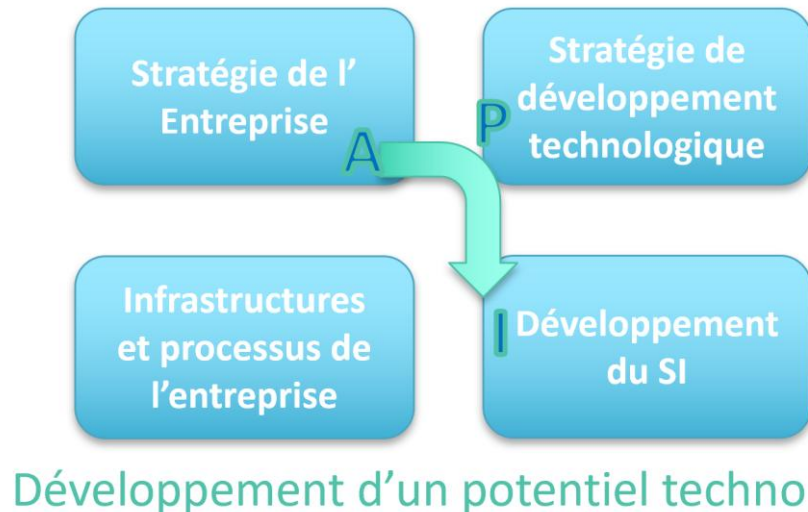 Stratégie de l'
Entreprise
Stratégie de
développement
technologique
A
P
Infrastructures
et processus de
l'entreprise
I
Développement
du SI
Développement d'un potentiel techno